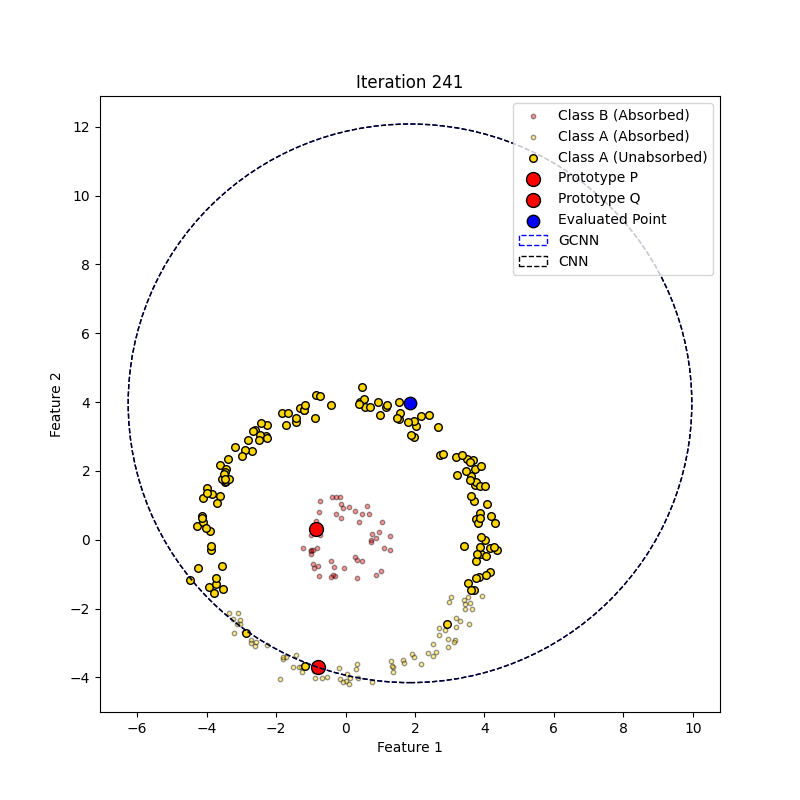 Iteration 241
Class B (Absorbed)
Class A (Absorbed)
Class A (Unabsorbed)
Prototype P
Prototype Q
Evaluated Point
GCNN
CNN
12
10
8
6
4
2
0
−2
−4
Feature 2
−6 −4 −2 0 2 4 6 8 10
Feature 1